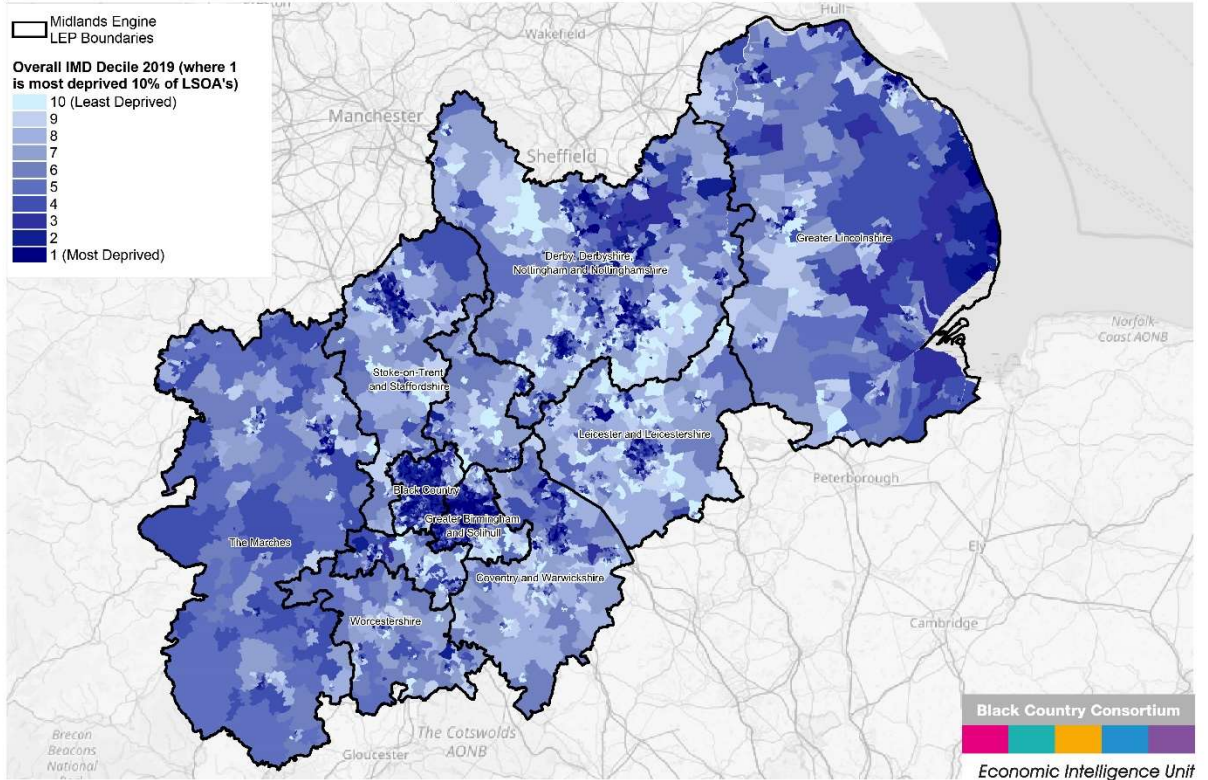 Midlands Engine
LEP Boundaries
Overall IMD Decile 2019 (where 1
is most deprived 10% of LSOA's)
10 (Least Deprived)
9
8
7
6
5
4
3
2
1 (Most Deprived)
Hull
Wakefield
Manchester
Sheffield
Greater Lincolnshire
Derby, Derbyshire,
Nottingham and Nottinghamshire
Norfolk
Coast AONB
Stoke-on-Trent
and Staffordshire
Leicester and Leicestershire
Peterborough
Black Country
Greater Birmingham
and Solihull
The Marches
Ely
Coventry and Warwickshire
Worcestershire
Cambridge
Brecon
Beacons
National
The Cotswolds
AONB
Gloucester
Black Country Consortium
Economic Intelligence Unit